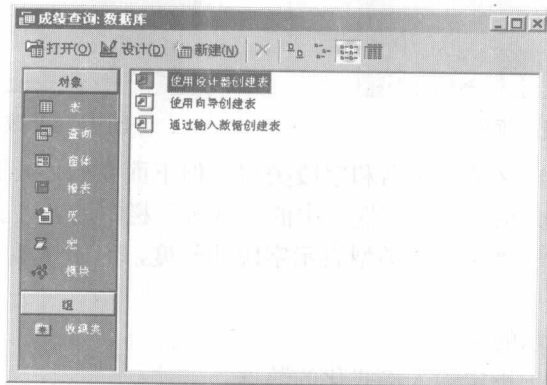 成绩查询:数据库
打开(O) 设计(D) 新建(N)
对象
表
查询
窗体
报表
页
宏
模块
组
收藏夹
使用设计器创建表
使用向导创建表
通过输入数据创建表